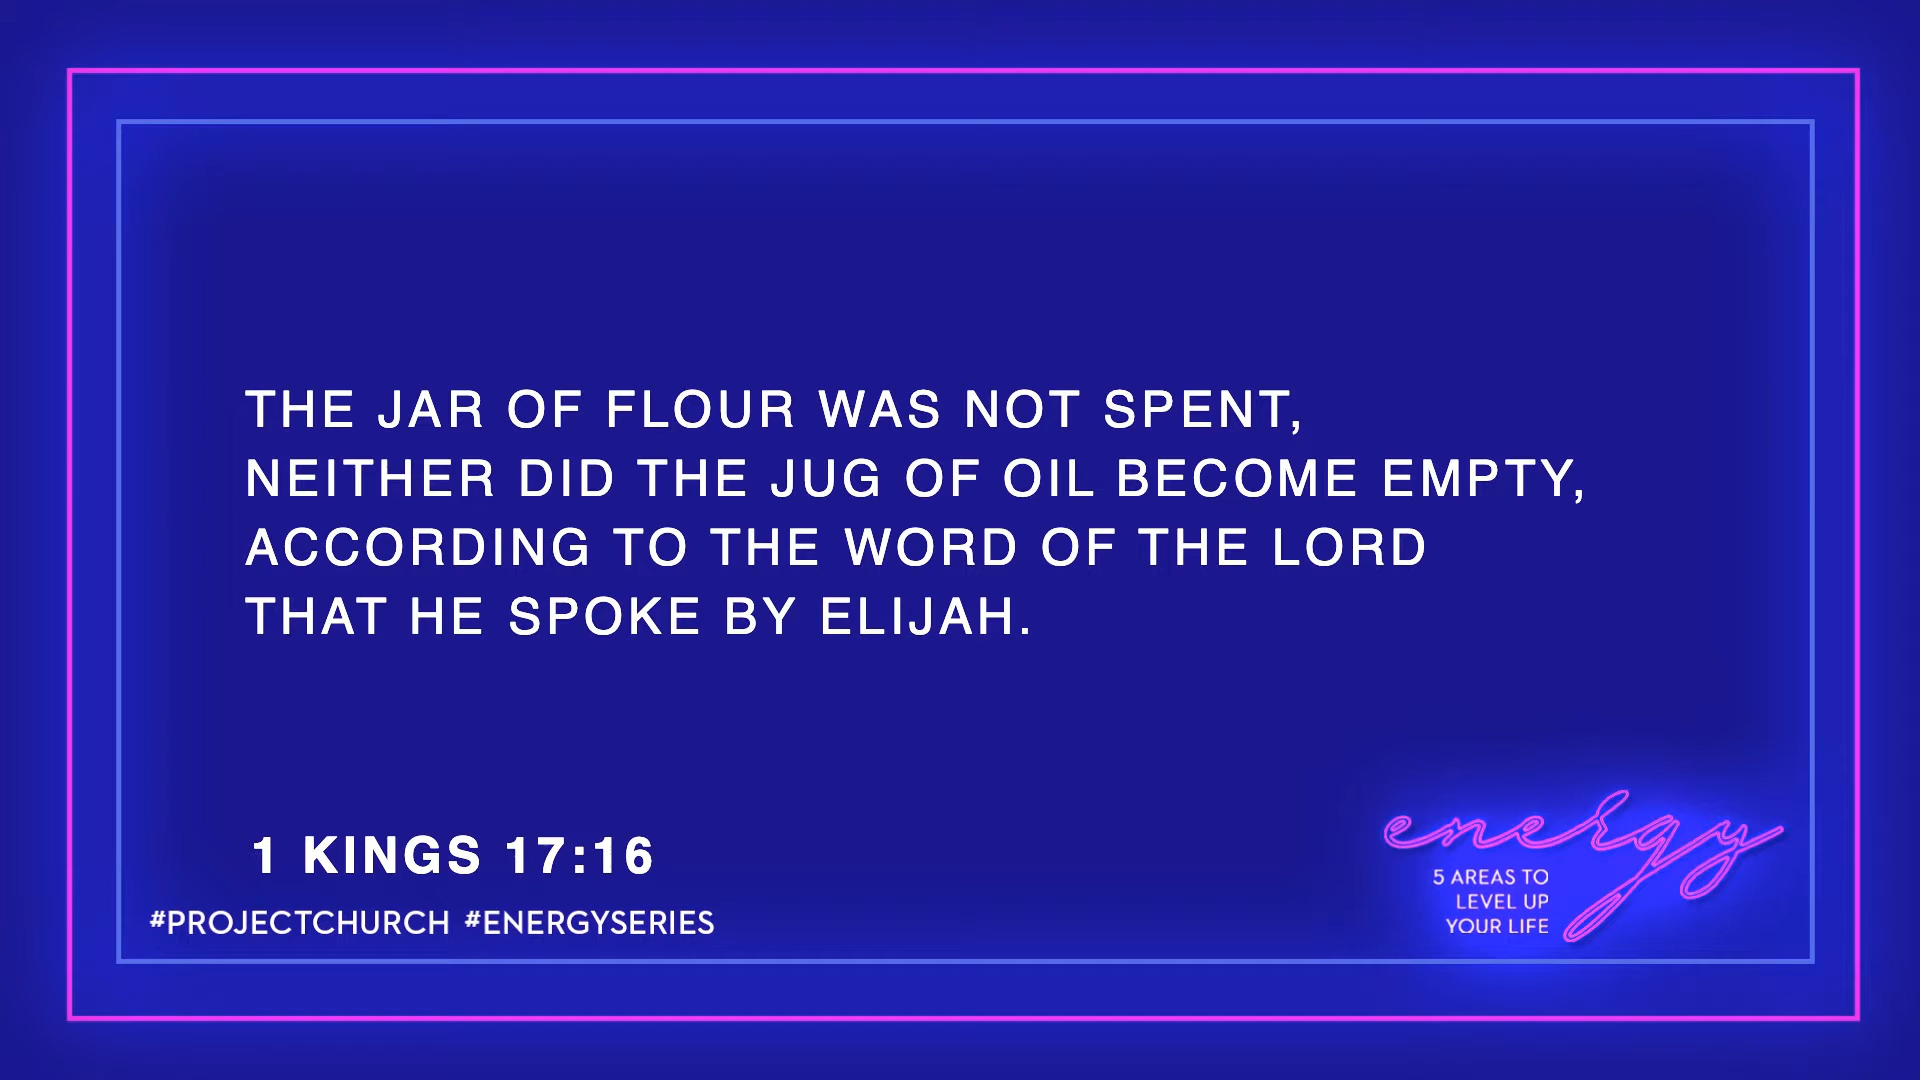 THE JAR OF FLOUR WAS NOT SPENT,
NEITHER DID THE JUG OF OIL BECOME EMPTY,
ACCORDING TO THE WORD OF THE LORD
THAT HE SPOKE BY ELIJAH.
1 KINGS 17:16
#PROJECTCHURCH #ENERGYSERIES
energy
5 AREAS TO
LEVEL UP
YOUR LIFE